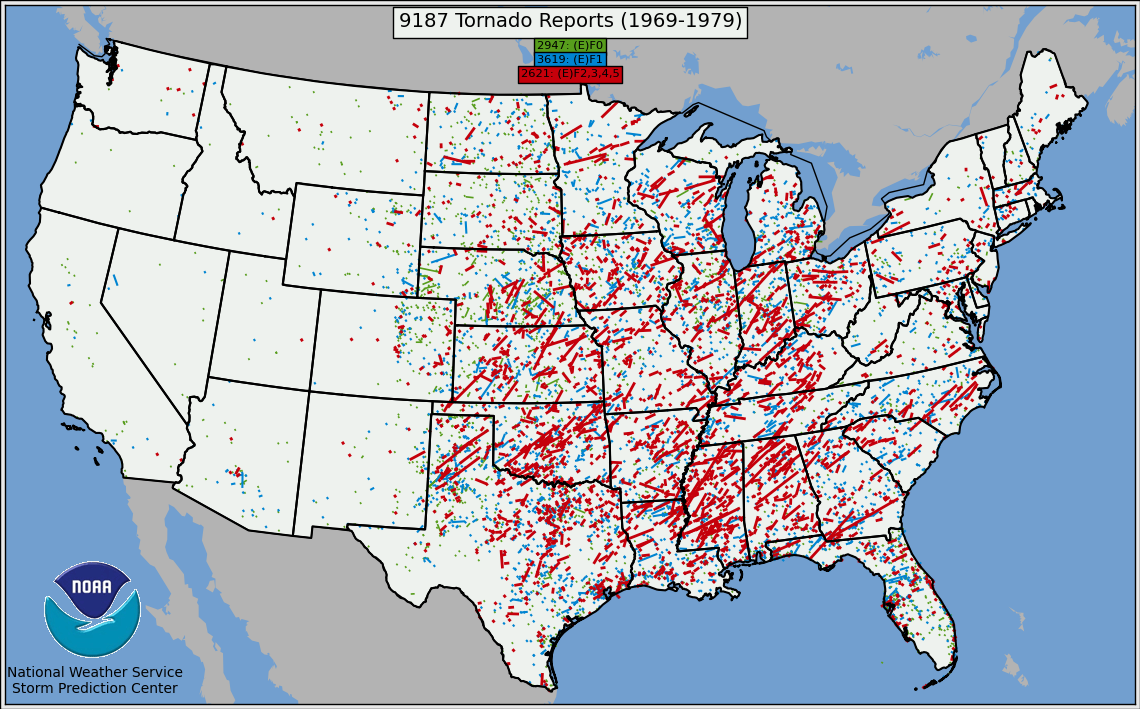 9187 Tornado Reports (1969-1979)
2947: (E)F0
3619: (E)F1
2621: (E)F2,3,4,5
NOAA
National Weather Service
Storm Prediction Center